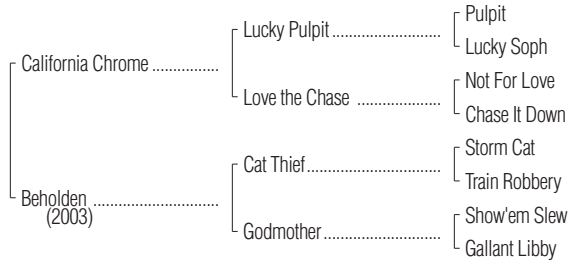 Pulpit
Lucky Pulpit
Lucky Soph
California Chrome
Not For Love
Love the Chase
Chase It Down
Storm Cat
Cat Thief
Train Robbery
Beholden
(2003)
Show'em Slew
Godmother
Gallant Libby